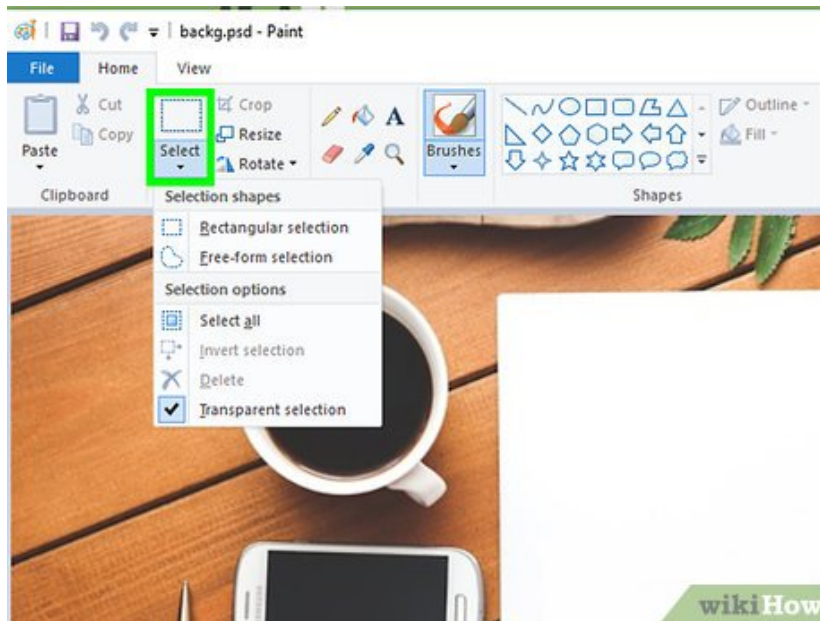 backg.psd - Paint
File Home View
Paste
Cut
Copy
Clipboard
Select
Crop
Resize
Rotate
A
Brushes
Outline
Fill
Shapes
Selection shapes
Rectangular selection
Free-form selection
Selection options
Select all
Invert selection
Delete
Transparent selection
wikiHow